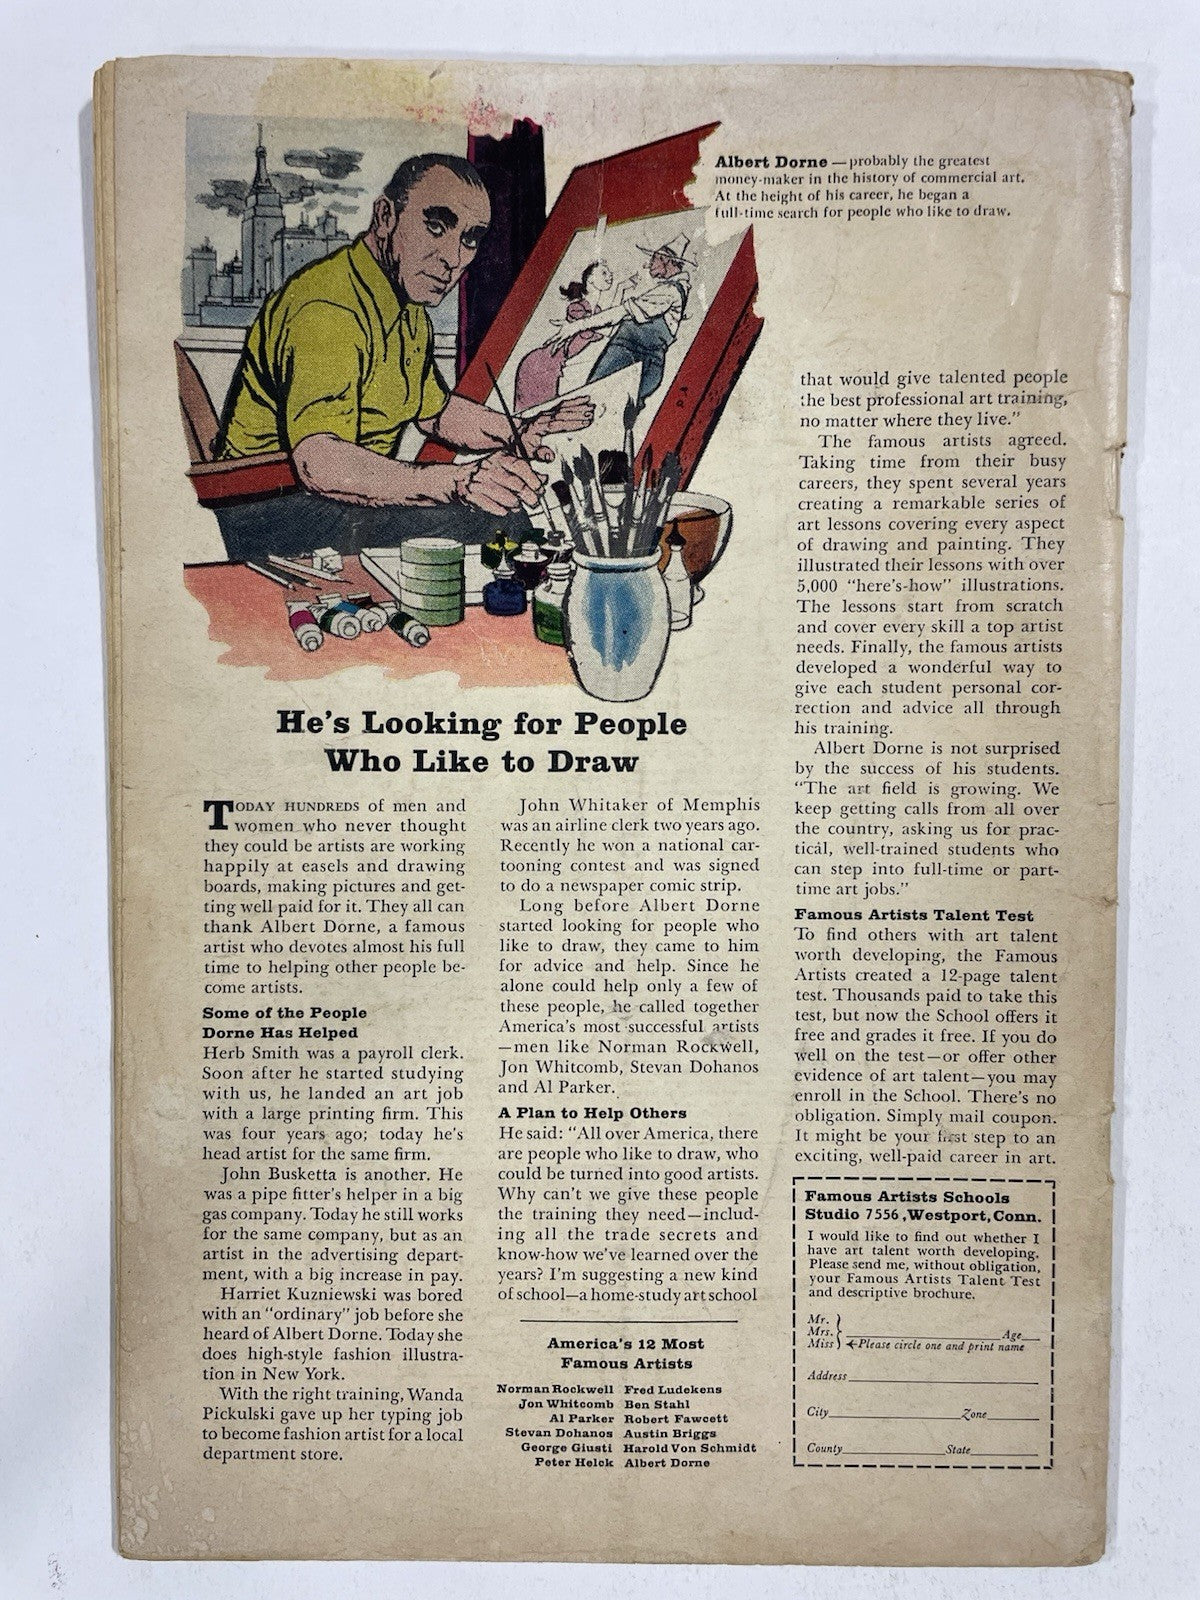 Albert Dorne — probably the greatest
money-maker in the history of commercial art.
At the height of his career, he began a
full-time search for people who like to draw.
He's Looking for People
Who Like to Draw
TODAY HUNDREDS of men and
women who never thought
they could be artists are working
happily at easels and drawing
boards, making pictures and get-
ting well paid for it. They all can
thank Albert Dorne, a famous
artist who devotes almost his full
time to helping other people be-
come artists.
Some of the People
Dorne Has Helped
Herb Smith was a payroll clerk.
Soon after he started studying
with us, he landed an art job
with a large printing firm. This
was four years ago; today he's
head artist for the same firm.
John Busketta is another. He
was a pipe fitter's helper in a big
gas company. Today he still works
for the same company, but as an
artist in the advertising depart-
ment, with a big increase in pay.
Harriet Kuzniewski was bored
with an "ordinary" job before she
heard of Albert Dorne. Today she
does high-style fashion illustra-
tion in New York.
With the right training, Wanda
Pickulski gave up her typing job
to become fashion artist for a local
department store.
John Whitaker of Memphis
was an airline clerk two years ago.
Recently he won a national car-
tooning contest and was signed
to do a newspaper comic strip.
Long before Albert Dorne
started looking for people who
like to draw, they came to him
for advice and help. Since he
alone could help only a few of
these people, he called together
America's most successful artists
—men like Norman Rockwell,
Jon Whitcomb, Stevan Dohanos
and Al Parker.
A Plan to Help Others
He said: "All over America, there
are people who like to draw, who
could be turned into good artists.
Why can't we give these people
the training they need—includ-
ing all the trade secrets and
know-how we've learned over the
years? I'm suggesting a new kind
of school—a home-study art school
that would give talented people
the best professional art training,
no matter where they live."
The famous artists agreed.
Taking time from their busy
careers, they spent several years
creating a remarkable series of
art lessons covering every aspect
of drawing and painting. They
illustrated their lessons with over
5,000 "here's-how" illustrations.
The lessons start from scratch
and cover every skill a top artist
needs. Finally, the famous artists
developed a wonderful way to
give each student personal cor-
rection and advice all through
his training.
Albert Dorne is not surprised
by the success of his students.
"The art field is growing. We
keep getting calls from all over
the country, asking us for prac-
tical, well-trained students who
can step into full-time or part-
time art jobs."
Famous Artists Talent Test
To find others with art talent
worth developing, the Famous
Artists created a 12-page talent
test. Thousands paid to take this
test, but now the School offers it
free and grades it free. If you do
well on the test—or offer other
evidence of art talent—you may
enroll in the School. There's no
obligation. Simply mail coupon.
It might be your first step to an
exciting, well-paid career in art.
America's 12 Most
Famous Artists
Norman Rockwell Fred Ludekens
Jon Whitcomb Ben Stahl
Al Parker Robert Fawcett
Stevan Dohanos Austin Briggs
George Giusti Harold Von Schmidt
Peter Helck Albert Dorne
Famous Artists Schools
Studio 7556, Westport, Conn.
I would like to find out whether I
have art talent worth developing.
Please send me, without obligation,
your Famous Artists Talent Test
and descriptive brochure.
Mr.
Mrs. Age
Miss Please circle one and print name
Address
City Zone
County State